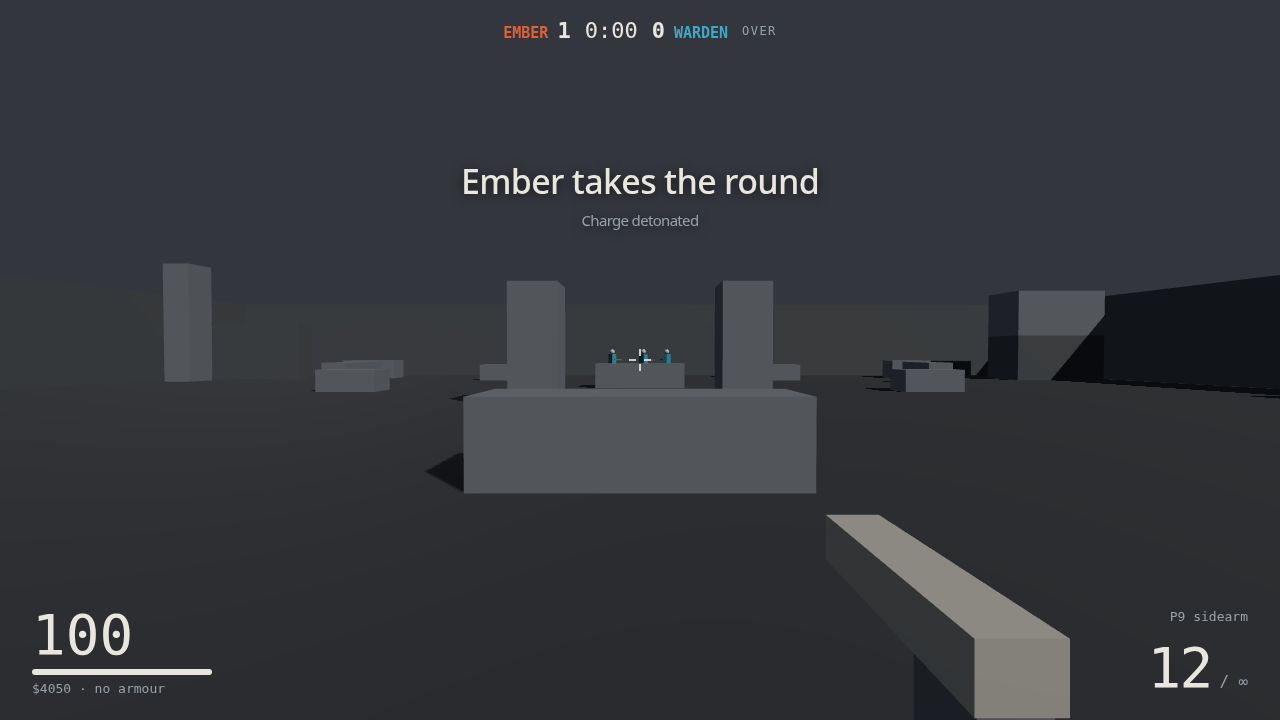 EMBER 1 0:00 0 WARDEN OVER
Ember takes the round
Charge detonated
100
$4050 · no armour
P9 sidearm
12 / ∞